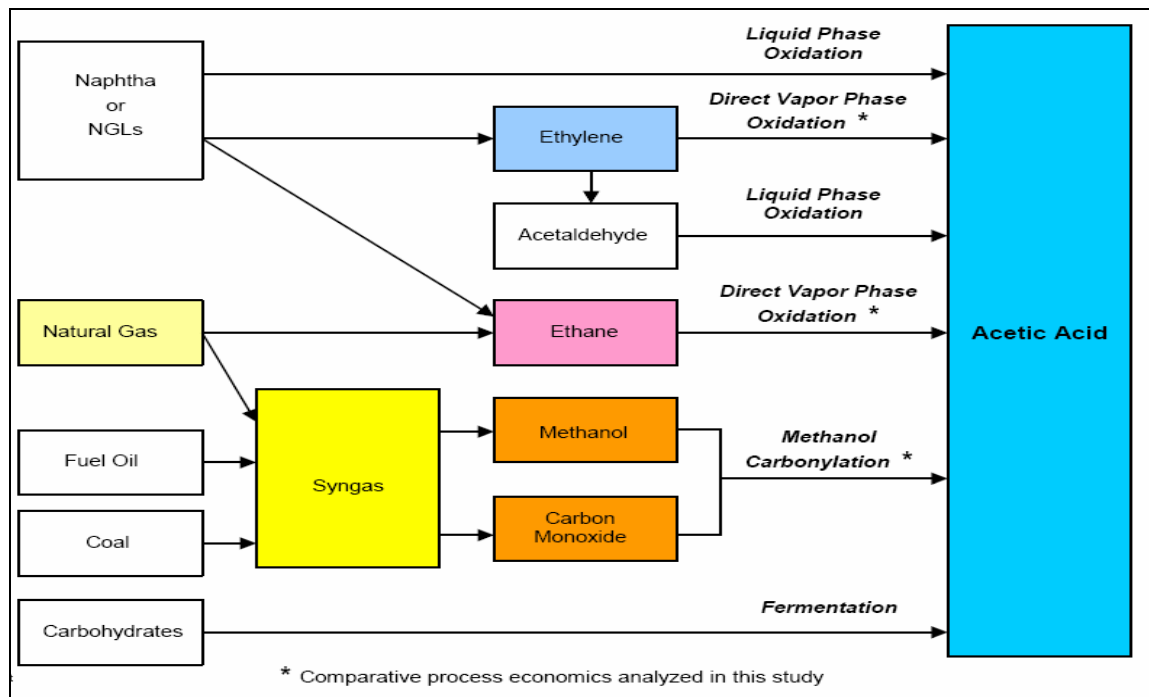 Liquid Phase
Oxidation
Naphtha
or
NGLs
Direct Vapor Phase
Oxidation *
Ethylene
Liquid Phase
Oxidation
Acetaldehyde
Direct Vapor Phase
Oxidation *
Natural Gas
Ethane
Acetic Acid
Methanol
Methanol
Carbonylation *
Fuel Oil
Syngas
Carbon
Monoxide
Coal
Fermentation
Carbohydrates
* Comparative process economics analyzed in this study